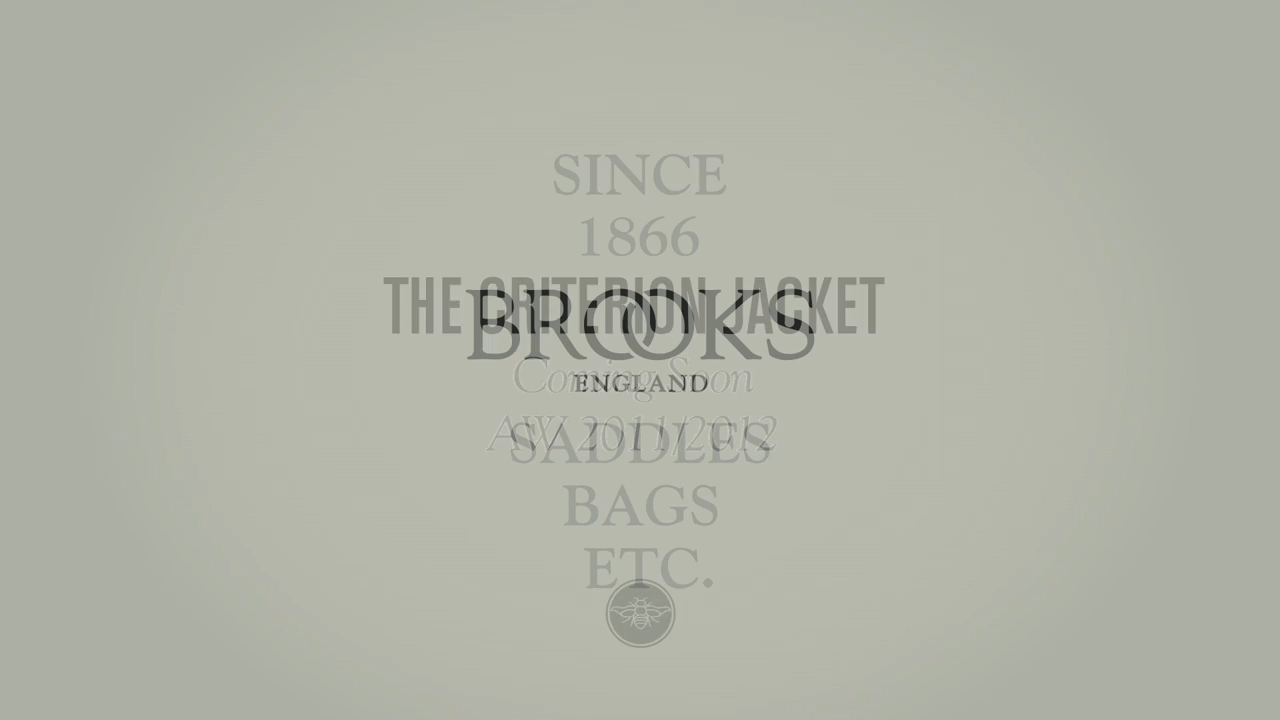 SINCE
1866
THE CRITERION JACKET
BROOKS
Coming Soon
ENGLAND
AW 2011/2012
SADDLES
BAGS
ETC.